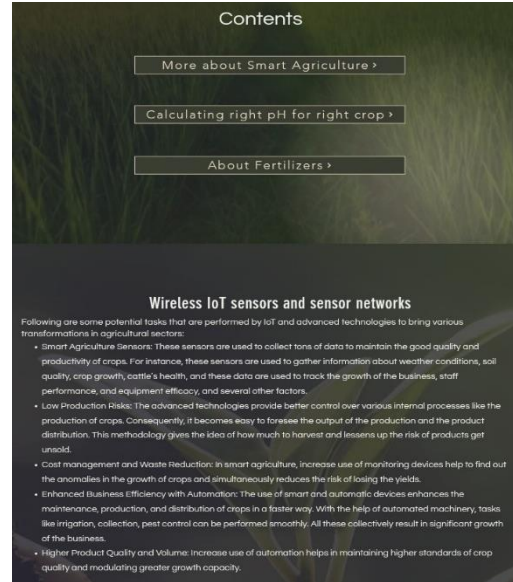 Contents
More about Smart Agriculture >
Calculating right pH for right crop >
About Fertilizers >
Wireless IoT sensors and sensor networks
Following are some potential tasks that are performed by IoT and advanced technologies to bring various
transformations in agricultural sectors:
• Smart Agriculture Sensors: These sensors are used to collect tons of data to maintain the good quality and
productivity of crops. For instance, these sensors are used to gather information about weather conditions, soil
quality, crop growth, cattle's health, and these data are used to track the growth of the business, staff
performance, and equipment efficacy, and several other factors.
• Low Production Risks: The advanced technologies provide better control over various internal processes like the
production of crops. Consequently, it becomes easy to foresee the output of the production and the product
distribution. This methodology gives the idea of how much to harvest and lessens up the risk of products get
unsold.
• Cost management and Waste Reduction: In smart agriculture, increase use of monitoring devices help to find out
the anomalies in the growth of crops and simultaneously reduces the risk of losing the yields.
• Enhanced Business Efficiency with Automation: The use of smart and automatic devices enhances the
maintenance, production, and distribution of crops in a faster way. With the help of automated machinery, tasks
like irrigation, collection, pest control can be performed smoothly. All these collectively result in significant growth
of the business.
• Higher Product Quality and Volume: Increase use of automation helps in maintaining higher standards of crop
quality and modulating greater growth capacity.